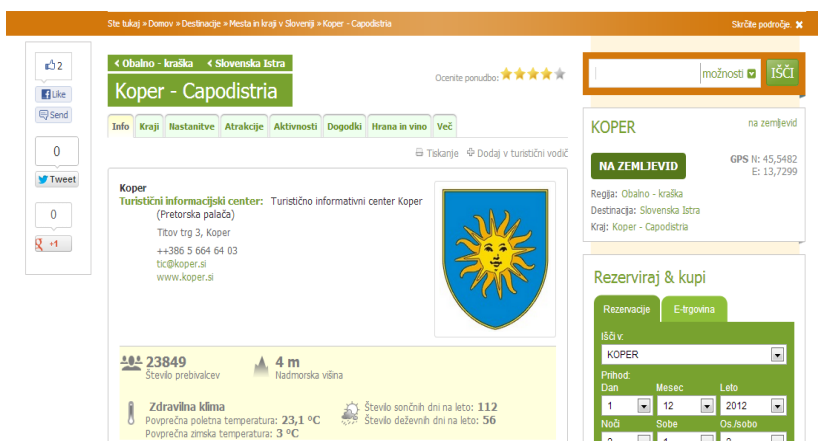 Ste tukaj » Domov » Destinacije » Mesta in kraji v Sloveniji » Koper - Capodistria
Skrčite področje. ✖
2
Like
Send
0
Tweet
0
+1
‹ Obalno - kraška ‹ Slovenska Istra
Koper - Capodistria
Ocenite ponudbo:
Info Kraji Nastanitve Atrakcije Aktivnosti Dogodki Hrana in vino Več
Tiskanje Dodaj v turistični vodič
Koper
Turistični informacijski center: Turistično informativni center Koper
(Pretorska palača)
Titov trg 3, Koper
++386 5 664 64 03
tic@koper.si
www.koper.si
23849
Število prebivalcev
4 m
Nadmorska višina
Zdravilna klima
Povprečna poletna temperatura: 23,1 ºC
Povprečna zimska temperatura: 3 ºC
Število sončnih dni na leto: 112
Število deževnih dni na leto: 56
možnosti
IŠČI
KOPER
na zemljevid
NA ZEMLJEVID
GPS N: 45,5482
E: 13,7299
Regija: Obalno - kraška
Destinacija: Slovenska Istra
Kraj: Koper - Capodistria
Rezerviraj & kupi
Rezervacije E-trgovina
Išči v:
KOPER
Prihod:
Dan Mesec Leto
1 12 2012
Noči Sobe Os./sobo